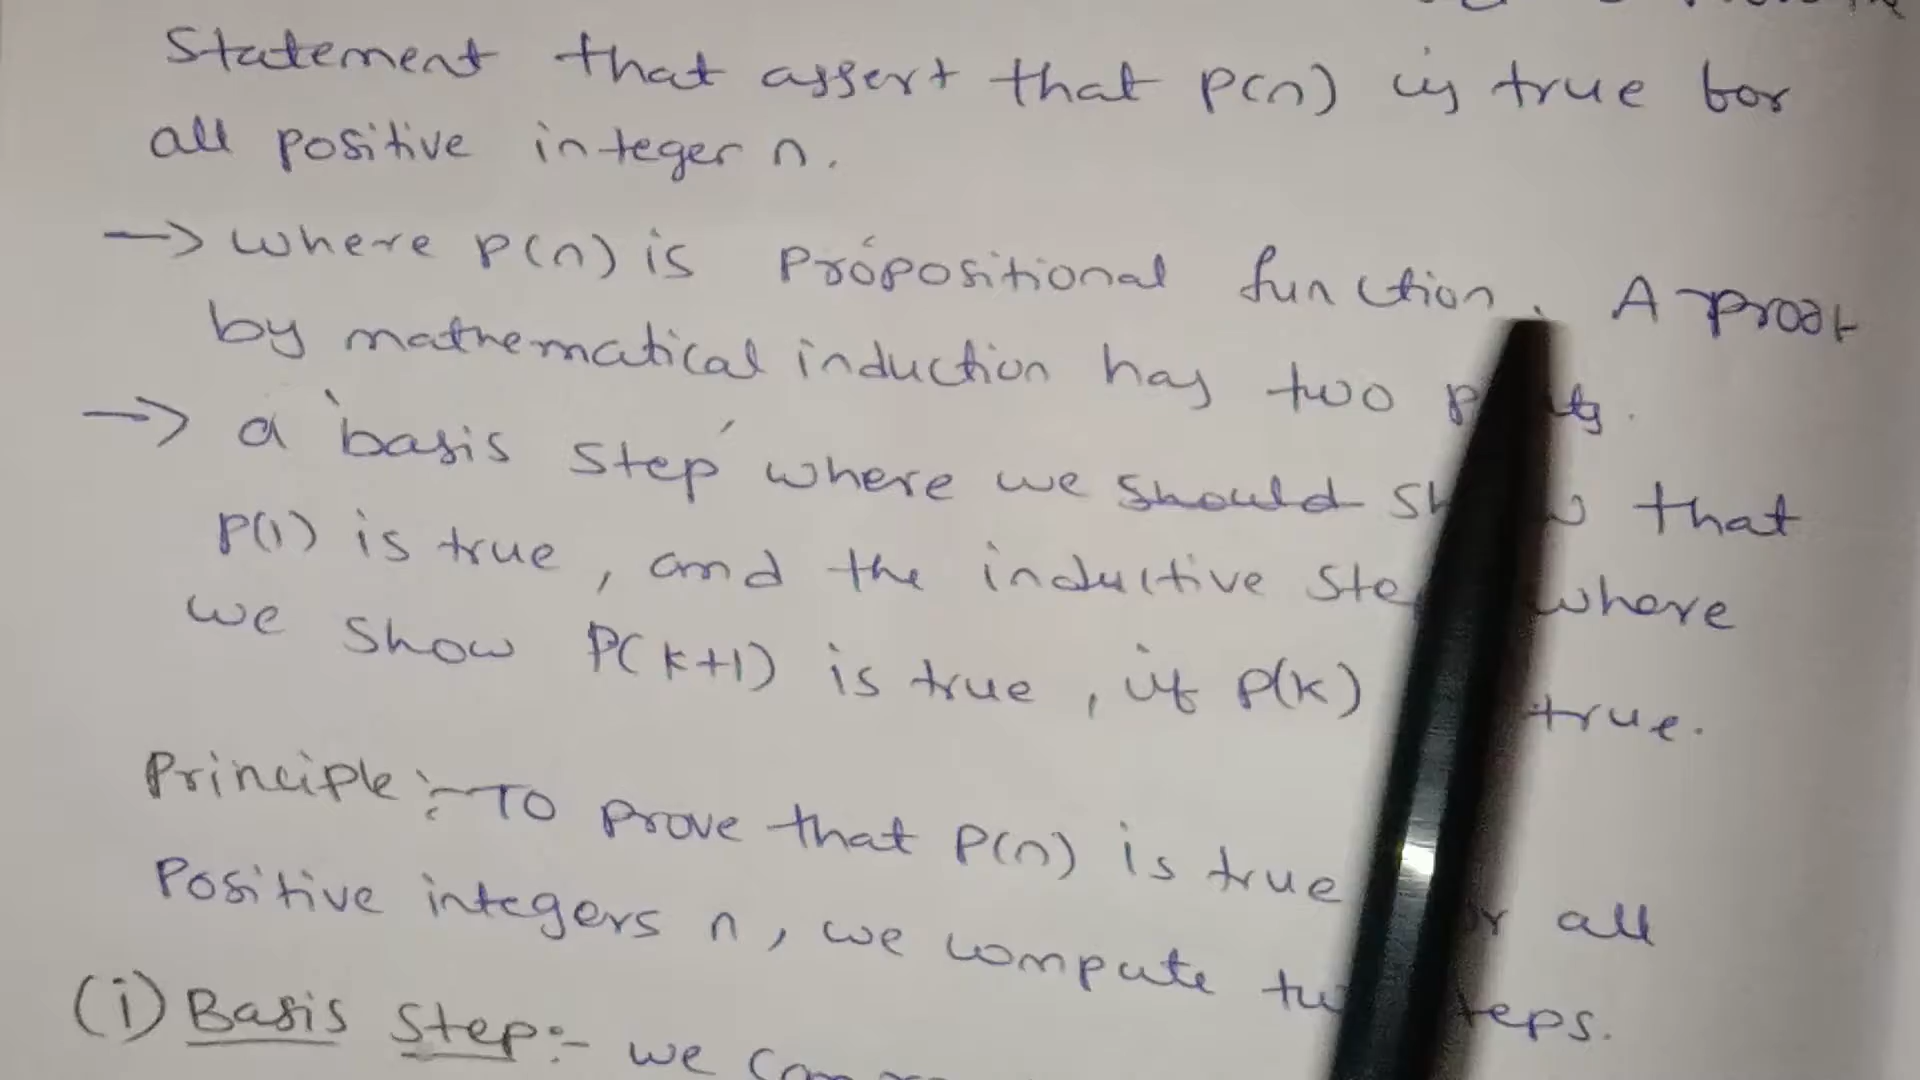 Statement that assert that P(n) is true for
all positive integer n.
→ where P(n) is propositional function. A proof
by mathematical induction has two
→ a 'basis step' where we should that
P(1) is true, and the inductive where
we show P(k+1) is true, if P(k) true.
Principle:- To prove that P(n) is true all
Positive integers n, we compute
(i) Basis Step:- we